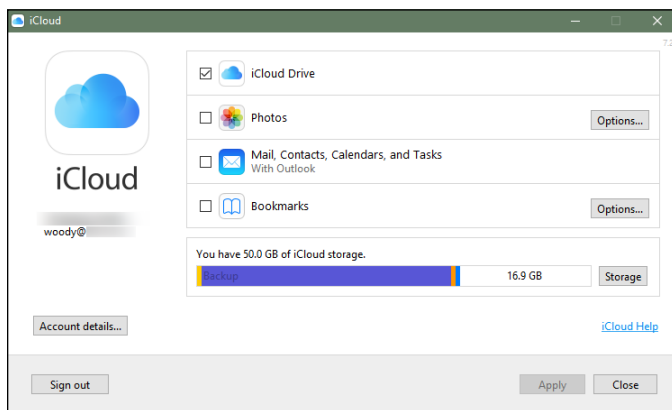 iCloud
iCloud Drive
Photos
Options...
Mail, Contacts, Calendars, and Tasks
With Outlook
iCloud
Bookmarks
Options...
woody@
You have 50.0 GB of iCloud storage.
Backup
16.9 GB
Storage
Account details...
iCloud Help
Sign out
Apply
Close